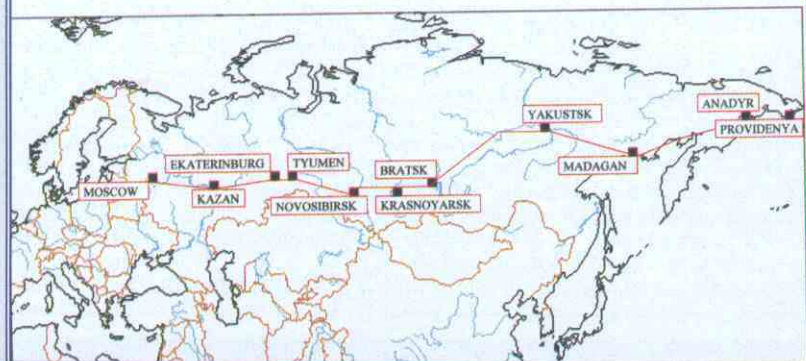 YAKUSTSK
ANADYR
PROVIDENYA
EKATERINBURG
TYUMEN
BRATSK
MADAGAN
MOSCOW
KAZAN
NOVOSIBIRSK
KRASNOYARSK